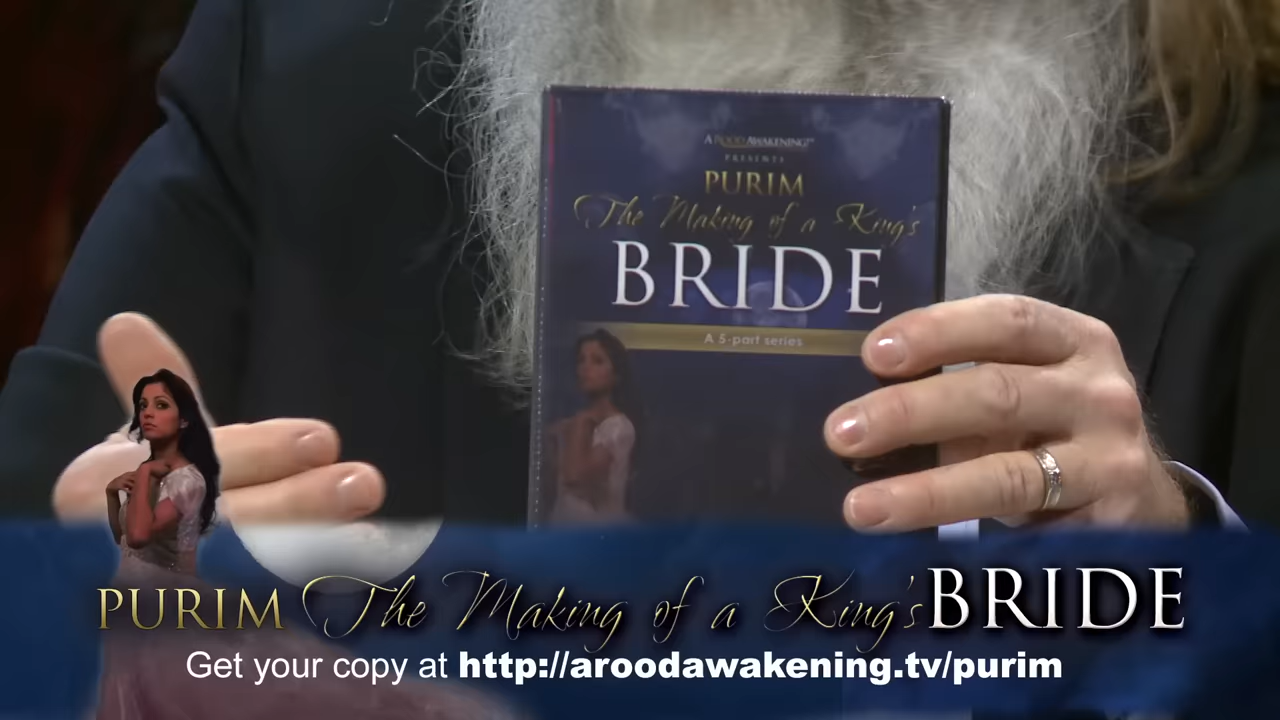 A ROOD AWAKENING!™
PRESENTS
PURIM
The Making of a King's
BRIDE
A 5-part series
PURIM The Making of a King's BRIDE
Get your copy at http://aroodawakening.tv/purim